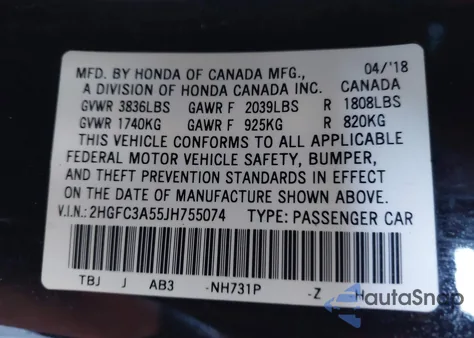 MFD. BY HONDA OF CANADA MFG., 04/'18
A DIVISION OF HONDA CANADA INC. CANADA
GVWR 3836LBS GAWR F 2039LBS R 1808LBS
GVWR 1740KG GAWR F 925KG R 820KG
THIS VEHICLE CONFORMS TO ALL APPLICABLE
FEDERAL MOTOR VEHICLE SAFETY, BUMPER,
AND THEFT PREVENTION STANDARDS IN EFFECT
ON THE DATE OF MANUFACTURE SHOWN ABOVE.
V.I.N.: 2HGFC3A55JH755074 TYPE: PASSENGER CAR
TBJ J AB3 -NH731P -Z H
HautaSnap